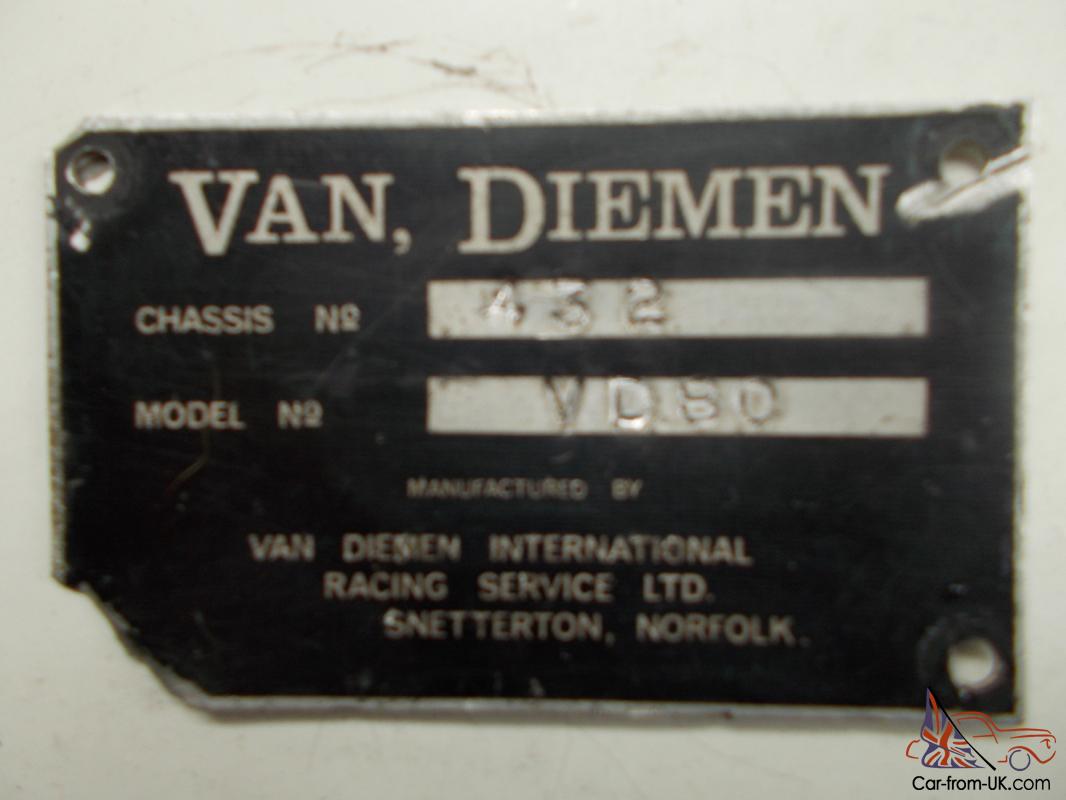 VAN, DIEMEN
CHASSIS Nº 432
MODEL Nº VD80
MANUFACTURED BY
VAN DIEMEN INTERNATIONAL
RACING SERVICE LTD.
SNETTERTON, NORFOLK.
Car-from-UK.com